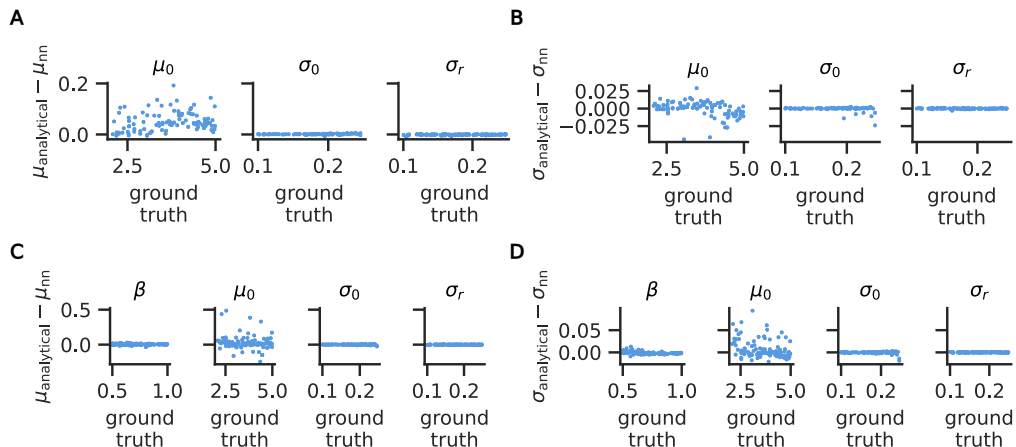 A
μanalytical − μnn
μ0
σ0
σr
0.2
0.0
2.5
5.0
0.1
0.2
0.1
0.2
ground truth
ground truth
ground truth
B
σanalytical − σnn
μ0
σ0
σr
0.025
0.000
−0.025
2.5
5.0
0.1
0.2
0.1
0.2
ground truth
ground truth
ground truth
C
μanalytical − μnn
β
μ0
σ0
σr
0.5
0.0
0.5
1.0
2.5
5.0
0.1
0.2
0.1
0.2
ground truth
ground truth
ground truth
ground truth
D
σanalytical − σnn
β
μ0
σ0
σr
0.05
0.00
0.5
1.0
2.5
5.0
0.1
0.2
0.1
0.2
ground truth
ground truth
ground truth
ground truth